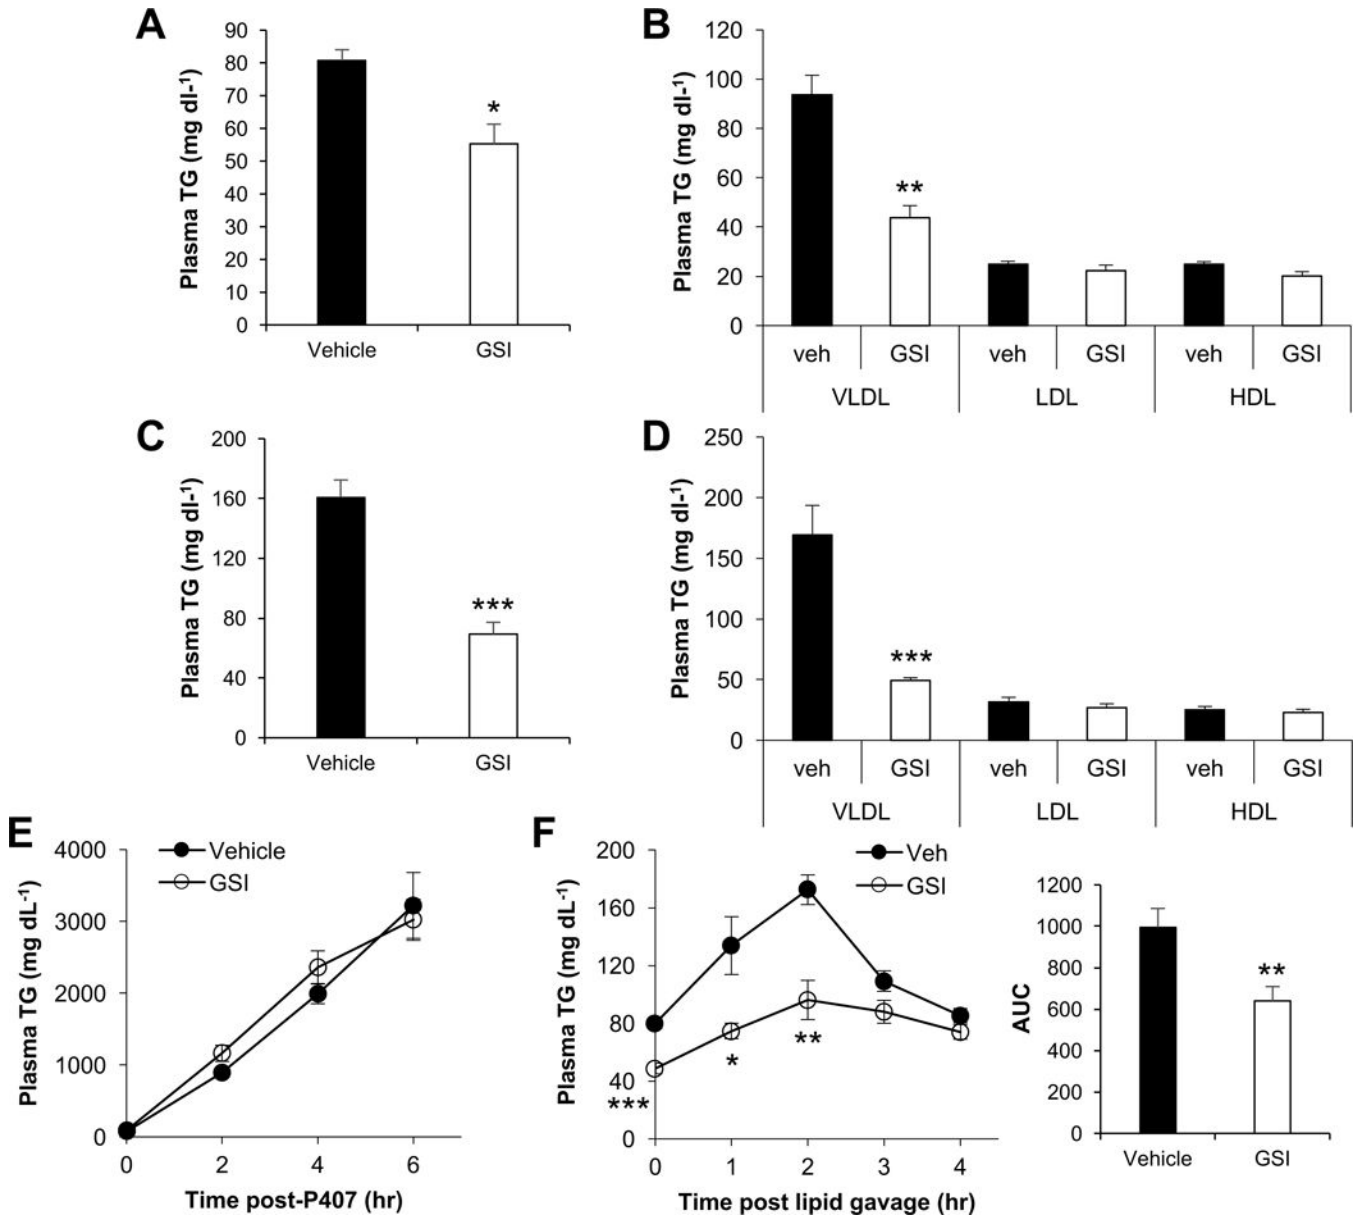 A
Plasma TG (mg dl-¹)
90
80
70
60
50
40
30
20
10
0
*
Vehicle
GSI
B
Plasma TG (mg dl-¹)
120
100
80
60
40
20
0
**
veh GSI veh GSI veh GSI
VLDL LDL HDL
C
Plasma TG (mg dl-¹)
200
160
120
80
40
0
***
Vehicle
GSI
D
Plasma TG (mg dl-¹)
250
200
150
100
50
0
***
veh GSI veh GSI veh GSI
VLDL LDL HDL
E
Plasma TG (mg dL⁻¹)
4000
3000
2000
1000
0
Vehicle
GSI
0 2 4 6
Time post-P407 (hr)
F
Plasma TG (mg dL⁻¹)
200
160
120
80
40
0
Veh
GSI
***
*
**
0 1 2 3 4
Time post lipid gavage (hr)
AUC
1200
1000
800
600
400
200
0
**
Vehicle
GSI